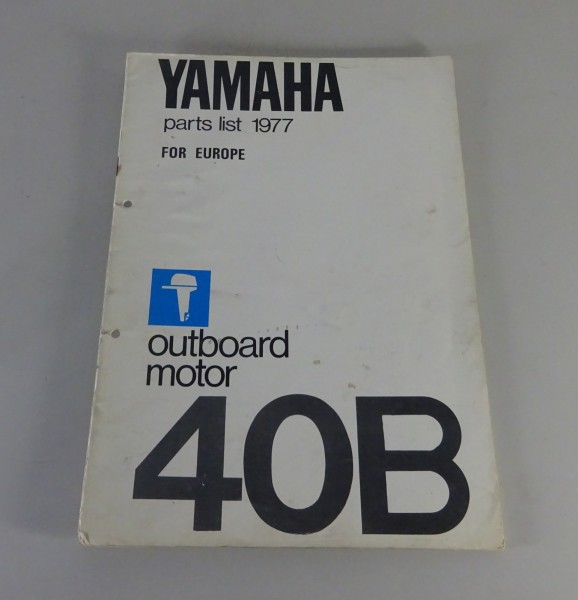 YAMAHA
parts list 1977
FOR EUROPE
outboard
motor
40B